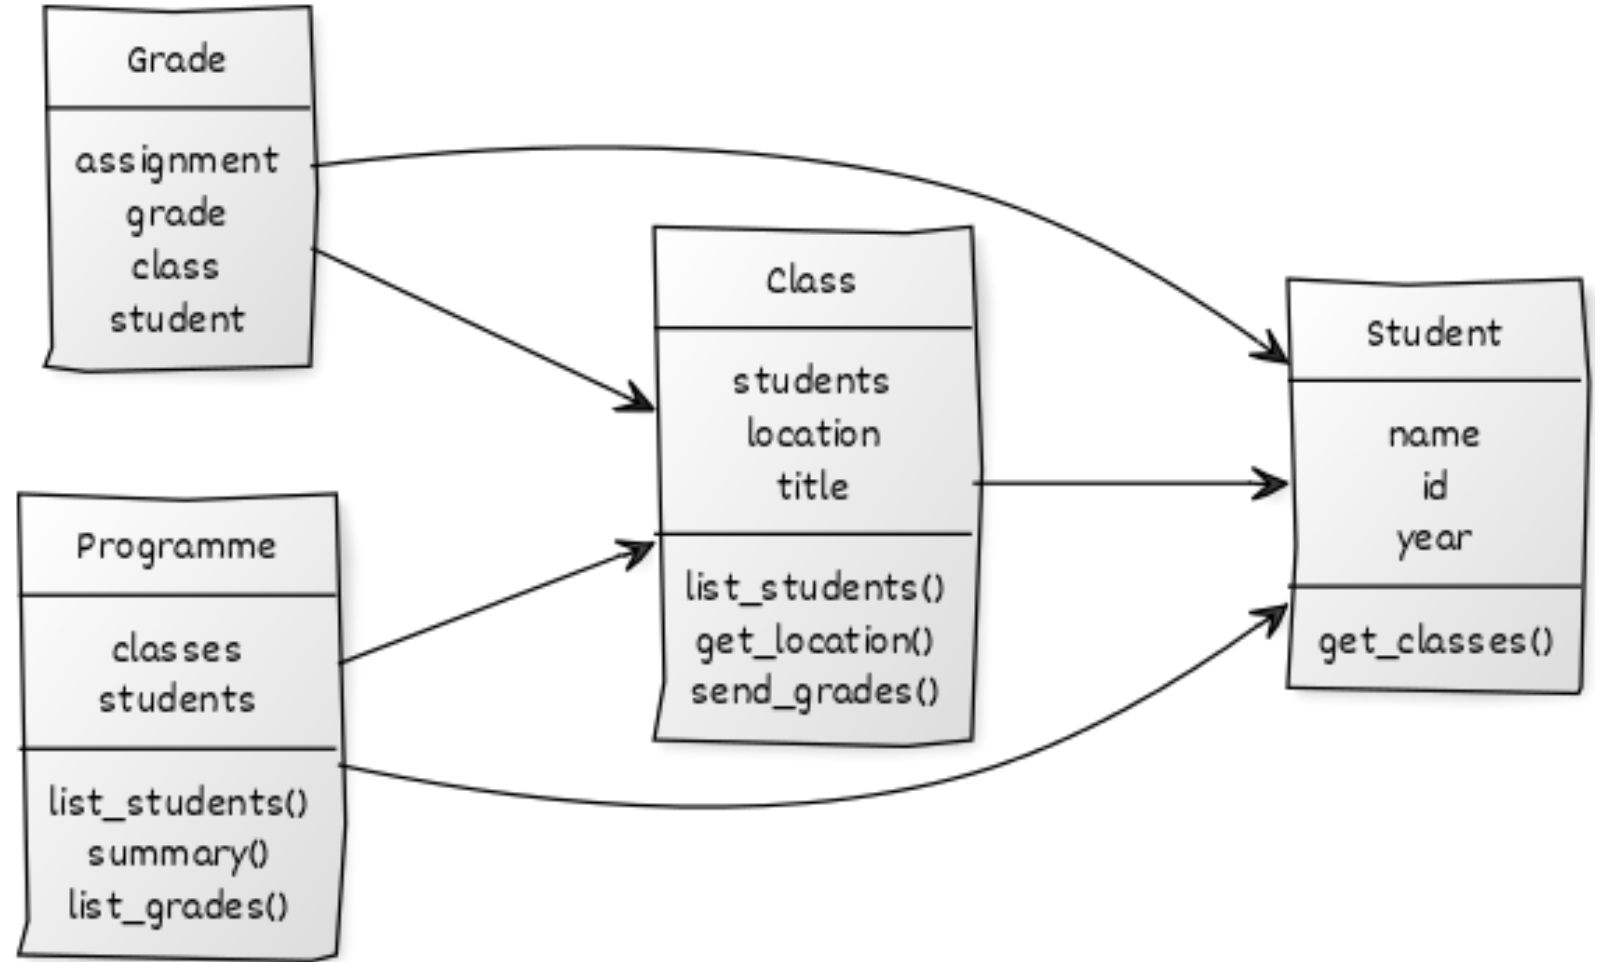 Grade
assignment
grade
class
student
Programme
classes
students
list_students()
summary()
list_grades()
Class
students
location
title
list_students()
get_location()
send_grades()
Student
name
id
year
get_classes()